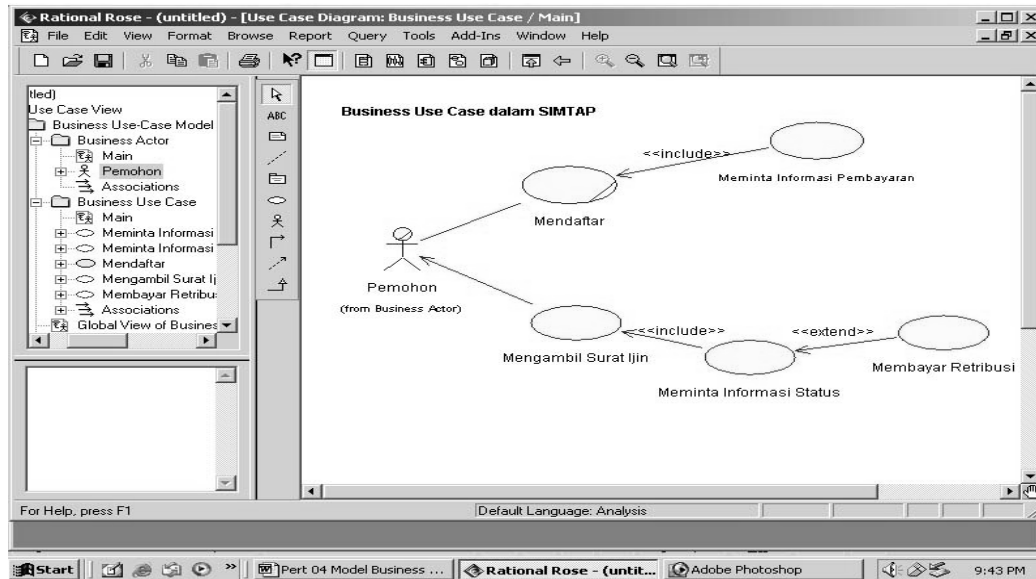 Rational Rose - (untitled) - [Use Case Diagram: Business Use Case / Main]
File Edit View Format Browse Report Query Tools Add-Ins Window Help
tled)
Use Case View
Business Use-Case Model
Business Actor
Main
Pemohon
Associations
Business Use Case
Main
Meminta Informasi
Meminta Informasi
Mendaftar
Mengambil Surat Ij
Membayar Retribu
Associations
Global View of Busines
ABC
Business Use Case dalam SIMTAP
<<include>>
Meminta Informasi Pembayaran
Mendaftar
Pemohon
(from Business Actor)
<<include>>
<<extend>>
Mengambil Surat Ijin
Membayar Retribusi
Meminta Informasi Status
For Help, press F1
Default Language: Analysis
Start
Pert 04 Model Business ...
Rational Rose - (untit...
Adobe Photoshop
9:43 PM